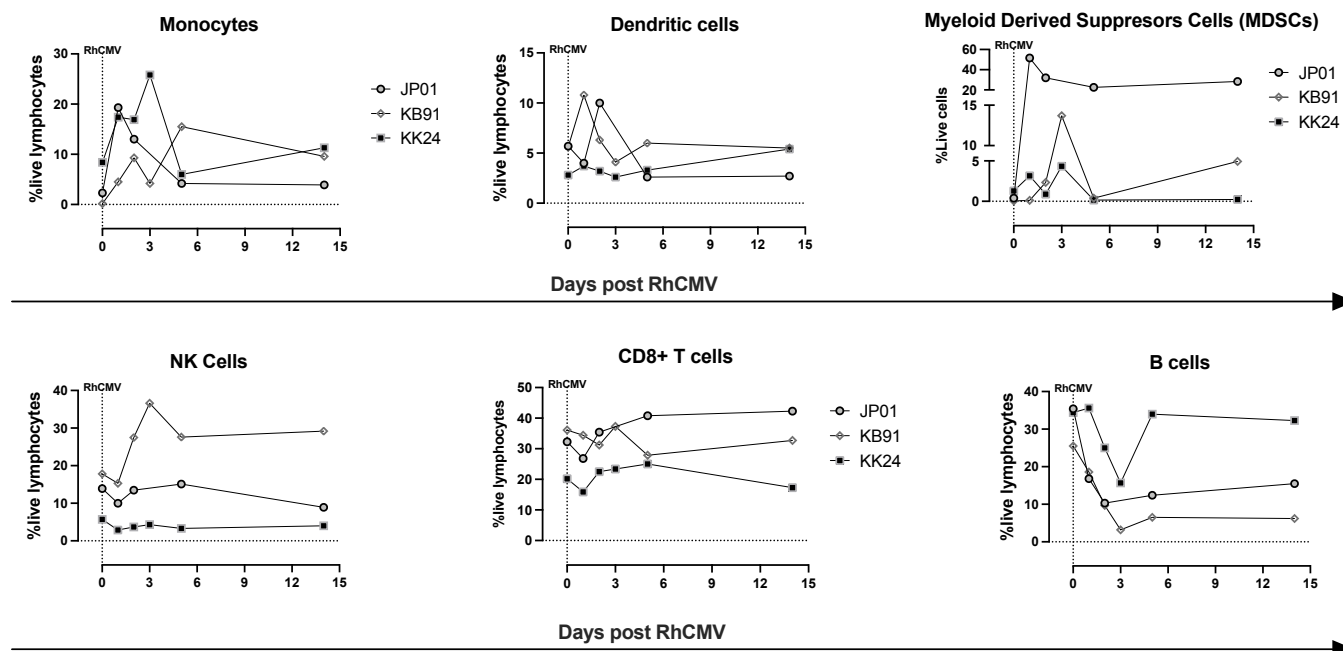 Monocytes
RhCMV
%live lymphocytes
30
20
10
0
0 3 6 9 12 15
JP01
KB91
KK24
Dendritic cells
RhCMV
%live lymphocytes
15
10
5
0
0 3 6 9 12 15
Myeloid Derived Suppresors Cells (MDSCs)
RhCMV
%Live cells
60
40
20
15
10
5
0
0 3 6 9 12 15
JP01
KB91
KK24
Days post RhCMV
NK Cells
RhCMV
%live lymphocytes
40
30
20
10
0
0 3 6 9 12 15
CD8+ T cells
RhCMV
%live lymphocytes
50
40
30
20
10
0
0 3 6 9 12 15
JP01
KB91
KK24
B cells
RhCMV
%live lymphocytes
40
30
20
10
0
0 3 6 9 12 15
Days post RhCMV